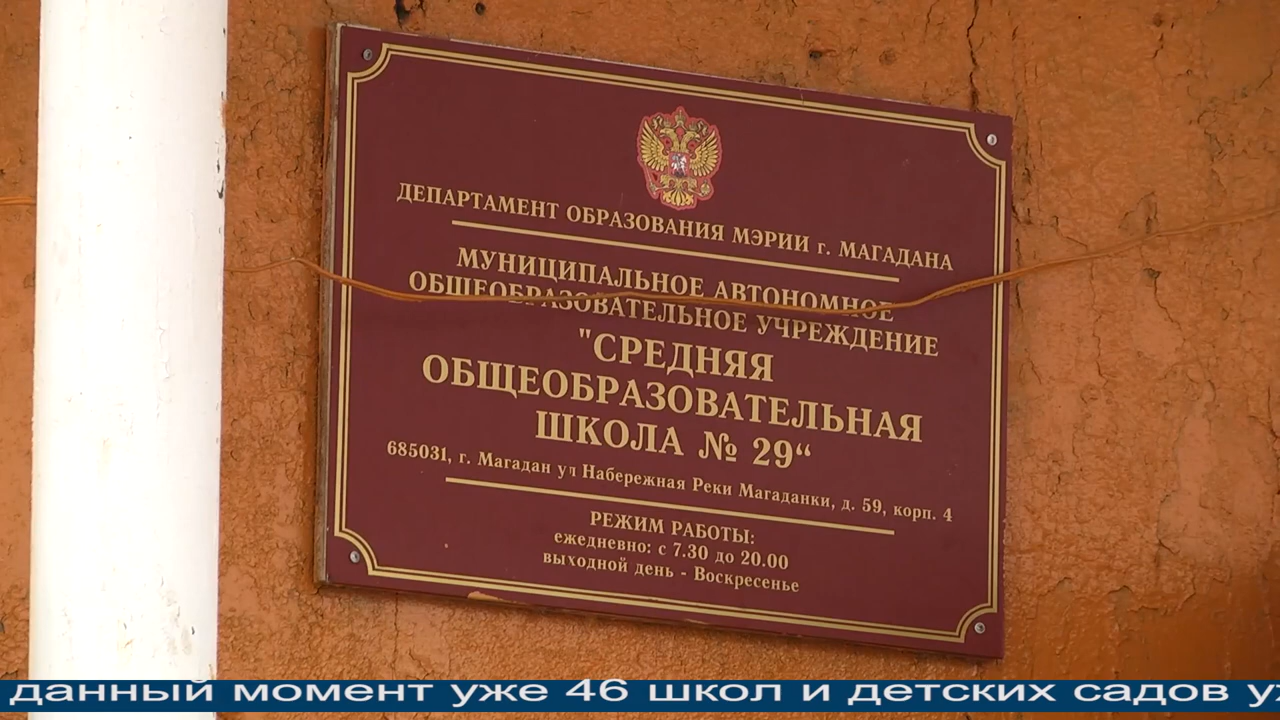 ДЕПАРТАМЕНТ ОБРАЗОВАНИЯ МЭРИИ г. МАГАДАНА
МУНИЦИПАЛЬНОЕ АВТОНОМНОЕ
ОБЩЕОБРАЗОВАТЕЛЬНОЕ УЧРЕЖДЕНИЕ
"СРЕДНЯЯ
ОБЩЕОБРАЗОВАТЕЛЬНАЯ
ШКОЛА № 29“
685031, г. Магадан ул Набережная Реки Магаданки, д. 59, корп. 4
РЕЖИМ РАБОТЫ:
ежедневно: с 7.30 до 20.00
выходной день - Воскресенье
данный момент уже 46 школ и детских садов